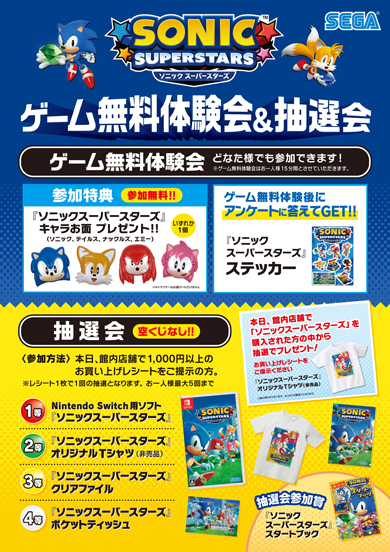 SONIC
SUPERSTARS
ソニック スーパースターズ
SEGA
ゲーム無料体験会&抽選会
ゲーム無料体験会 どなた様でも参加できます!
※ゲーム無料体験会はお一人様15分間とさせていただきます。
参加特典 参加無料!!
『ソニックスーパースターズ』
キャラお面 プレゼント!!
(ソニック、テイルス、ナックルズ、エミー)
いずれか
1個
ゲーム無料体験後に
アンケートに答えてGET!!
『ソニック
スーパースターズ』
ステッカー
抽選会 空くじなし!!
〈参加方法〉本日、館内店舗で1,000円以上の
お買い上げレシートをご提示の方。
※レシート1枚で1回の抽選となります。お一人様最大5回まで
本日、館内店舗で
「ソニックスーパースターズ」を
購入された方の中から
抽選でプレゼント!
お買い上げレシートを
ご提示ください
『ソニックスーパースターズ』
オリジナルTシャツ(非売品)
1等 Nintendo Switch用ソフト
『ソニックスーパースターズ』
2等 『ソニックスーパースターズ』
オリジナルTシャツ(非売品)
3等 『ソニックスーパースターズ』
クリアファイル
4等 『ソニックスーパースターズ』
ポケットティッシュ
抽選会参加賞
『ソニック
スーパースターズ』
スタートブック